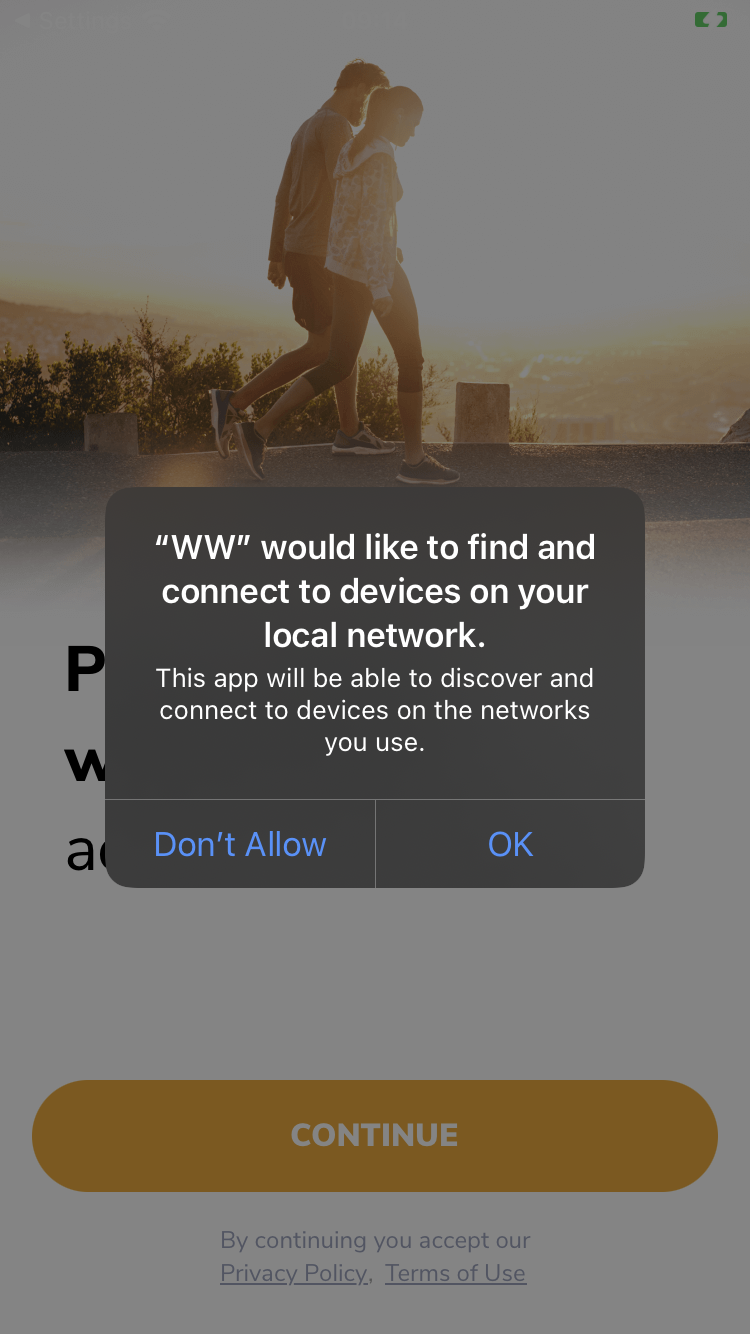 “WW” would like to find and
connect to devices on your
local network.
This app will be able to discover and
connect to devices on the networks
you use.
Don’t Allow
OK
CONTINUE
By continuing you accept our
Privacy Policy, Terms of Use